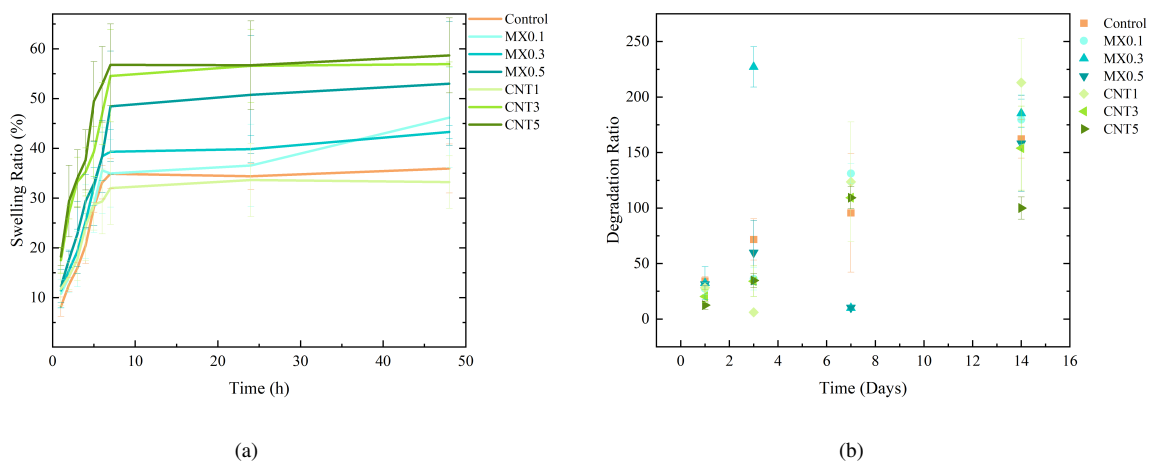 Swelling Ratio (%)
60
50
40
30
20
10
0
10
20
30
40
50
Time (h)
Control
MX0.1
MX0.3
MX0.5
CNT1
CNT3
CNT5
(a)
Degradation Ratio
250
200
150
100
50
0
0
2
4
6
8
10
12
14
16
Time (Days)
Control
MX0.1
MX0.3
MX0.5
CNT1
CNT3
CNT5
(b)